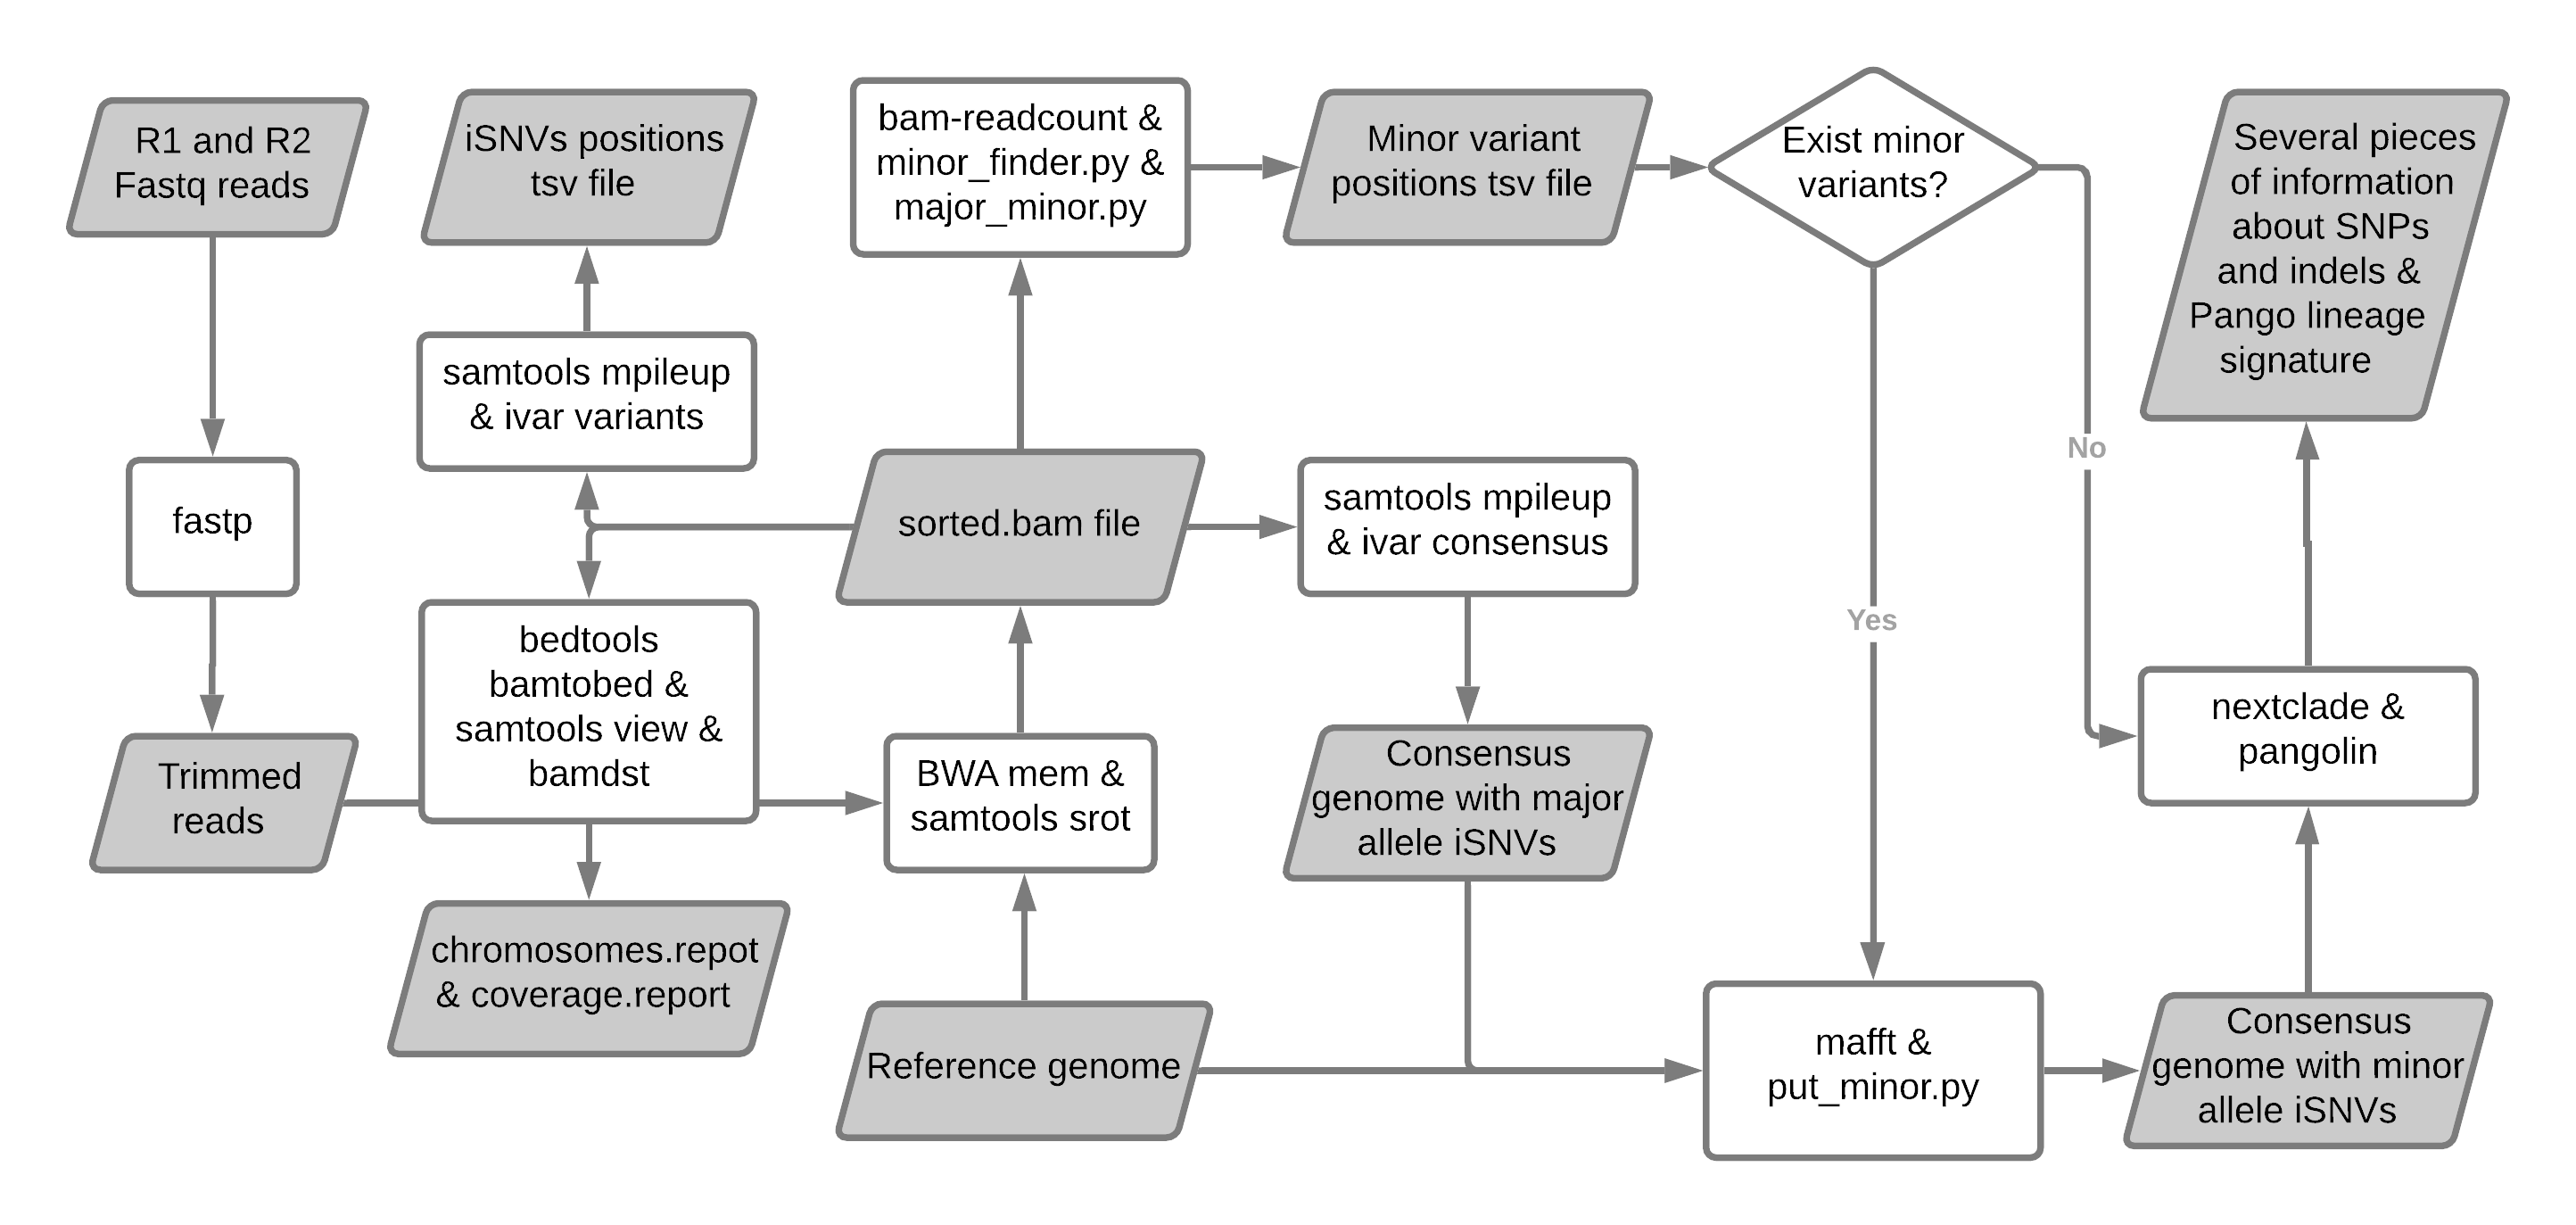 R1 and R2
Fastq reads
fastp
Trimmed
reads
iSNVs positions
tsv file
samtools mpileup
& ivar variants
bedtools
bamtobed &
samtools view &
bamdst
chromosomes.repot
& coverage.report
bam-readcount &
minor_finder.py &
major_minor.py
sorted.bam file
BWA mem &
samtools srot
Reference genome
Minor variant
positions tsv file
samtools mpileup
& ivar consensus
Consensus
genome with major
allele iSNVs
Exist minor
variants?
Yes
No
mafft &
put_minor.py
Several pieces
of information
about SNPs
and indels &
Pango lineage
signature
nextclade &
pangolin
Consensus
genome with minor
allele iSNVs